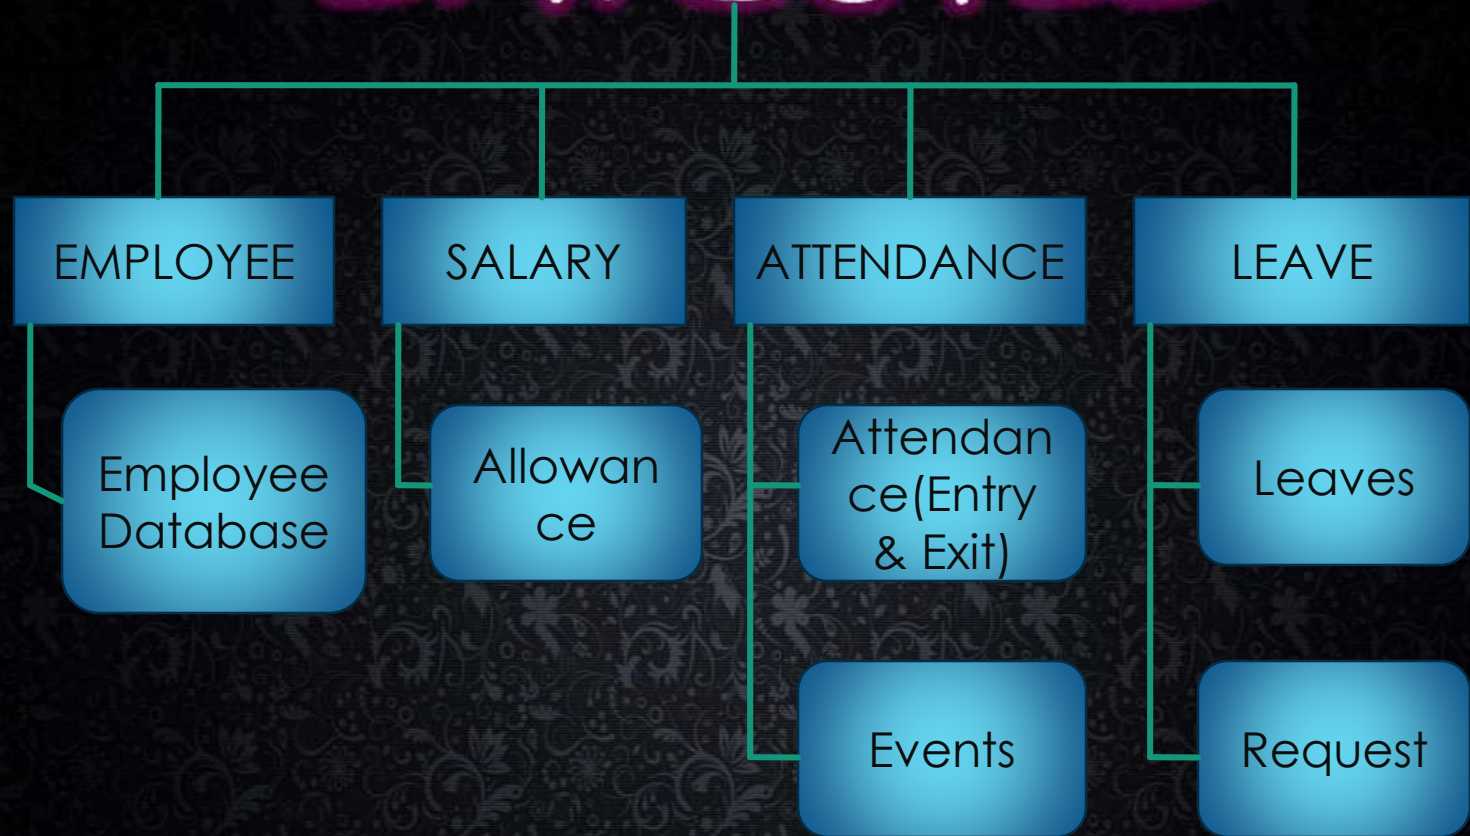 EMPLOYEE
SALARY
ATTENDANCE
LEAVE
Employee
Database
Allowan
ce
Attendan
ce(Entry
& Exit)
Leaves
Events
Request